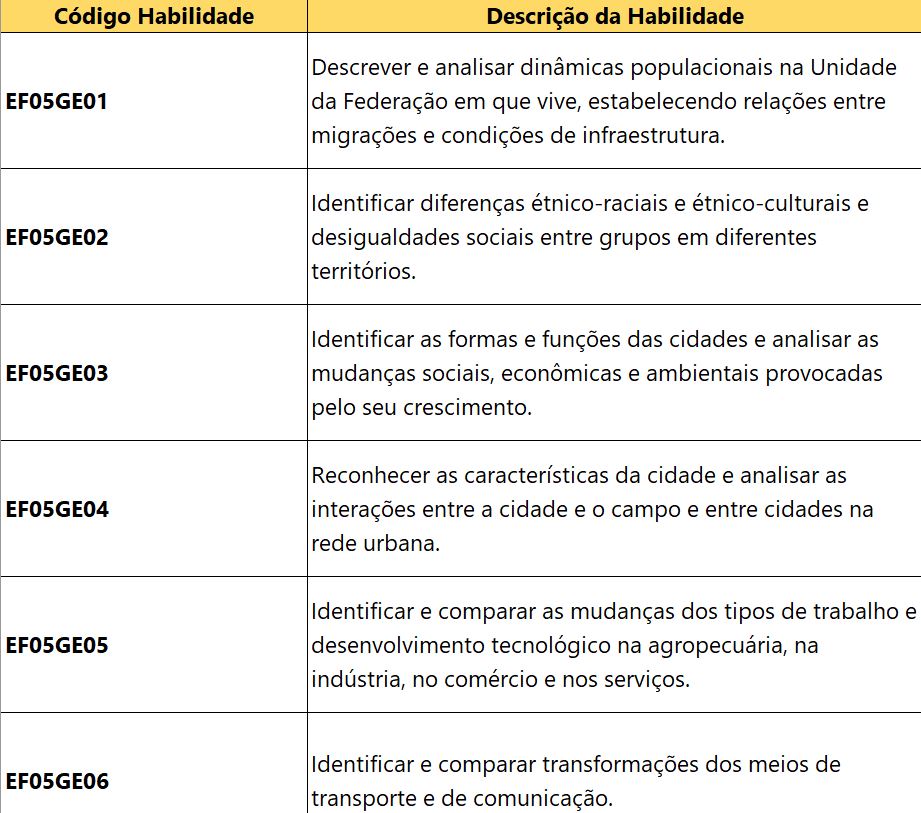 Código Habilidade
Descrição da Habilidade
EF05GE01
Descrever e analisar dinâmicas populacionais na Unidade
da Federação em que vive, estabelecendo relações entre
migrações e condições de infraestrutura.
EF05GE02
Identificar diferenças étnico-raciais e étnico-culturais e
desigualdades sociais entre grupos em diferentes
territórios.
EF05GE03
Identificar as formas e funções das cidades e analisar as
mudanças sociais, econômicas e ambientais provocadas
pelo seu crescimento.
EF05GE04
Reconhecer as características da cidade e analisar as
interações entre a cidade e o campo e entre cidades na
rede urbana.
EF05GE05
Identificar e comparar as mudanças dos tipos de trabalho e
desenvolvimento tecnológico na agropecuária, na
indústria, no comércio e nos serviços.
EF05GE06
Identificar e comparar transformações dos meios de
transporte e de comunicação.